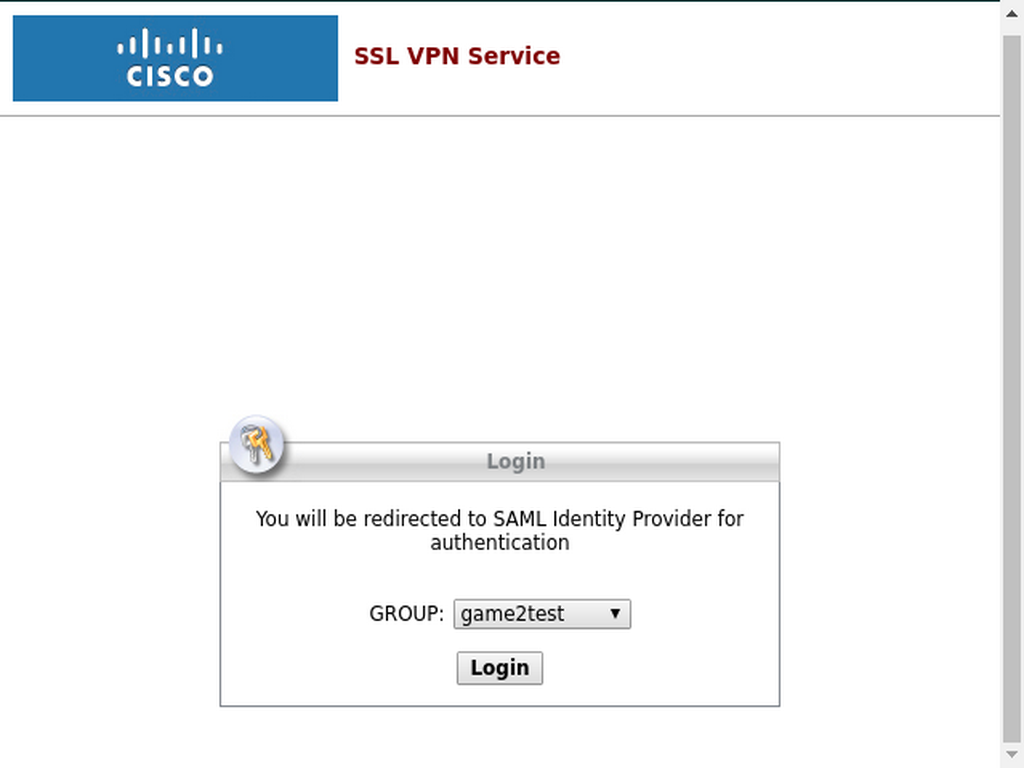 CISCO
SSL VPN Service
Login
You will be redirected to SAML Identity Provider for
authentication
GROUP: game2test
Login